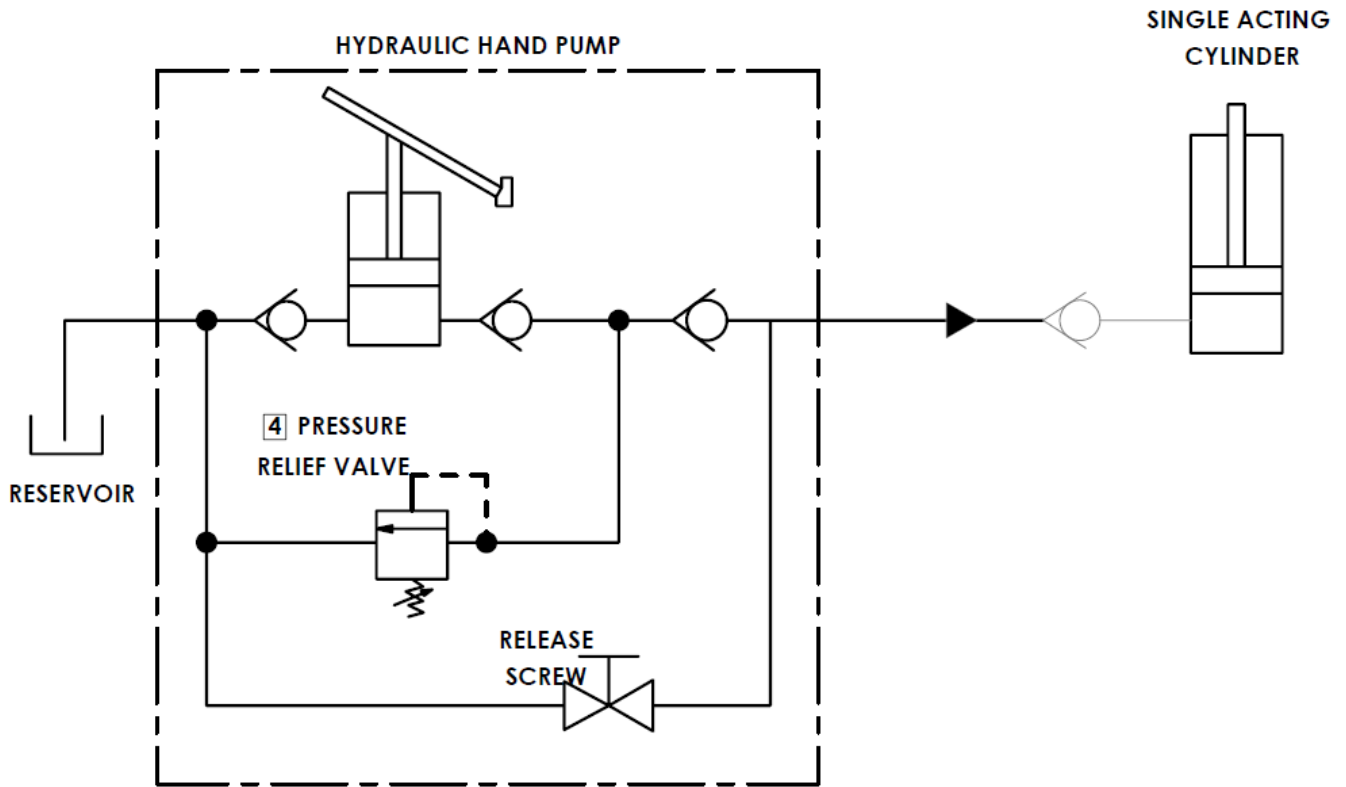 SINGLE ACTING
CYLINDER
HYDRAULIC HAND PUMP
4 PRESSURE
RELIEF VALVE
RESERVOIR
RELEASE
SCREW